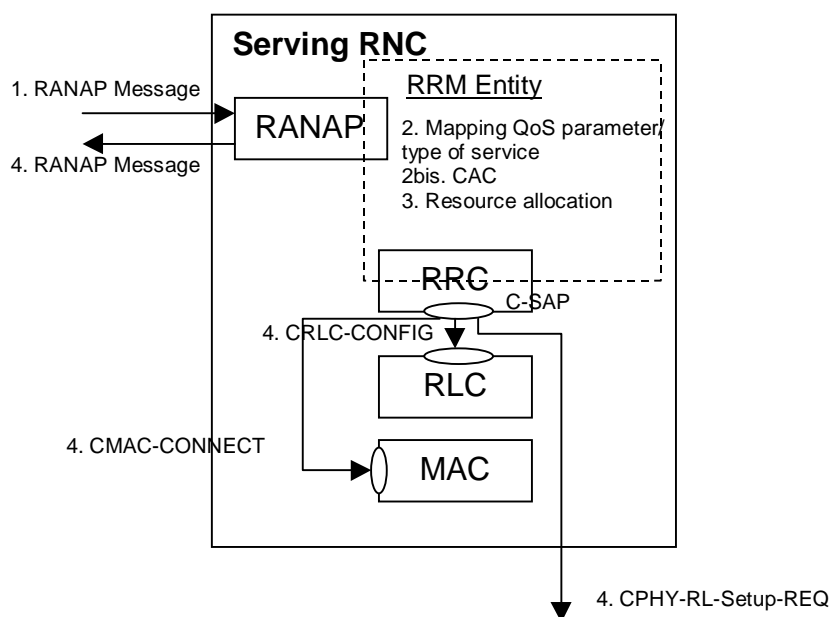 Serving RNC
1. RANAP Message
RANAP
4. RANAP Message
RRM Entity
2. Mapping QoS parameter/
type of service
2bis. CAC
3. Resource allocation
RRC
C-SAP
4. CRLC-CONFIG
RLC
4. CMAC-CONNECT
MAC
4. CPHY-RL-Setup-REQ